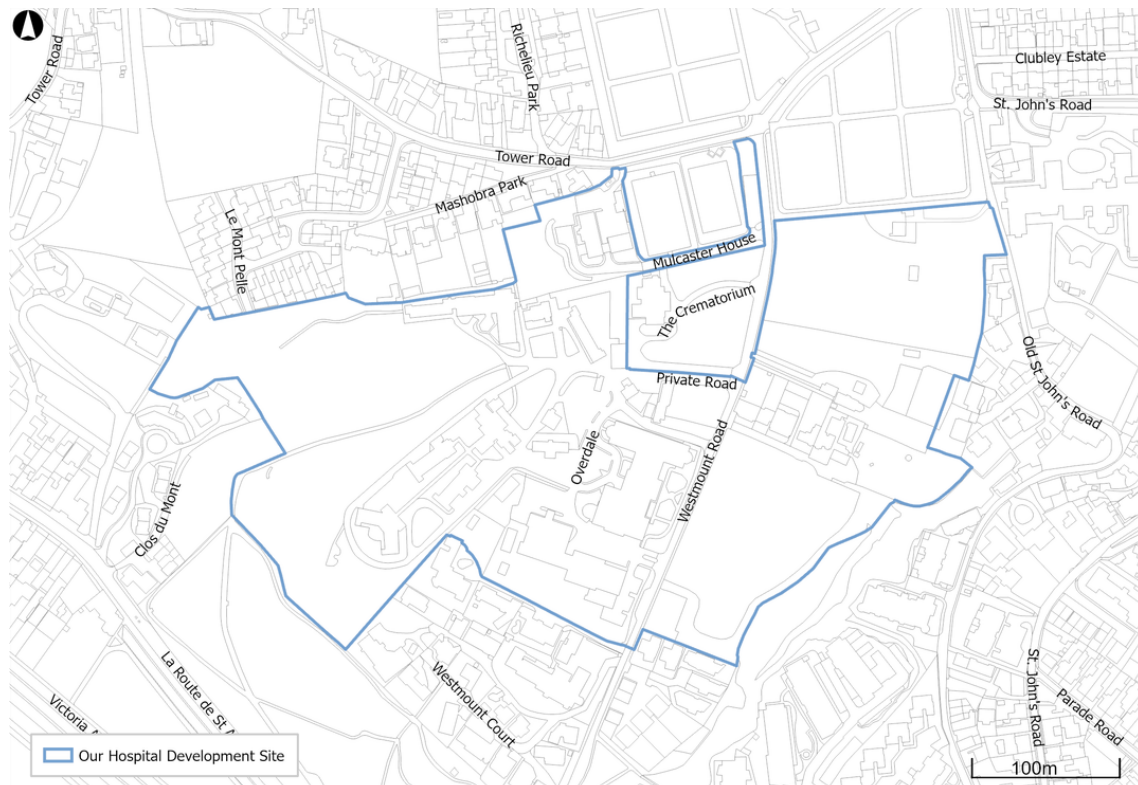 Tower Road
Richelieu Park
Clubley Estate
St. John's Road
Tower Road
Mashobra Park
Le Mont Pelle
Mulcaster House
The Crematorium
Private Road
Old St John's Road
Overdale
Westmount Road
Clos du Mont
La Route de St A
Victoria A
Westmount Court
St. John's Road
Parade Road
Our Hospital Development Site
100m